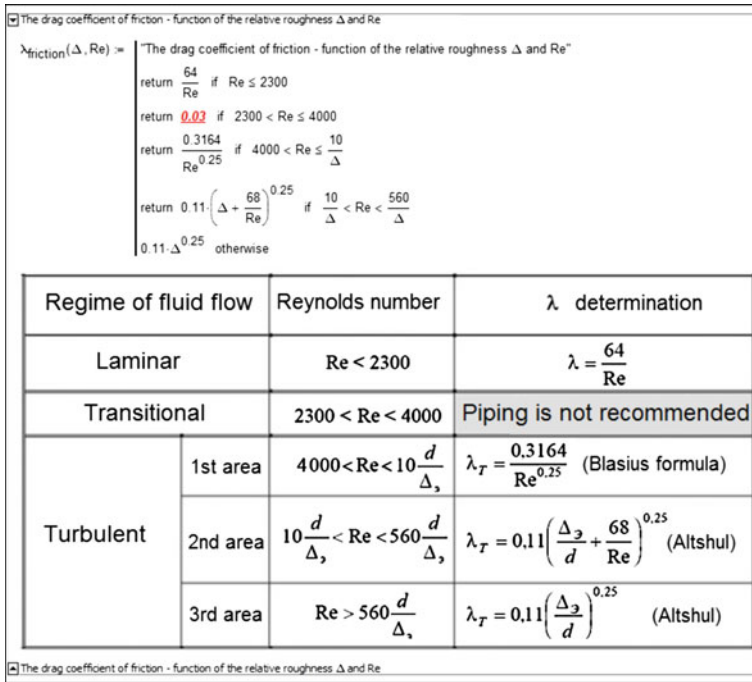 The drag coefficient of friction - function of the relative roughness Δ and Re
λfriction(Δ, Re) := "The drag coefficient of friction - function of the relative roughness Δ and Re"
return 64/Re if Re ≤ 2300
return 0.03 if 2300 < Re ≤ 4000
return 0.3164/Re^0.25 if 4000 < Re ≤ 10/Δ
return 0.11·(Δ + 68/Re)^0.25 if 10/Δ < Re < 560/Δ
0.11·Δ^0.25 otherwise
Regime of fluid flow Reynolds number λ determination
Laminar Re < 2300 λ = 64/Re
Transitional 2300 < Re < 4000 Piping is not recommended
Turbulent
1st area 4000<Re<10 d/Δэ λT = 0,3164/Re^0,25 (Blasius formula)
2nd area 10 d/Δэ < Re < 560 d/Δэ λT = 0,11(Δэ/d + 68/Re)^0,25 (Altshul)
3rd area Re > 560 d/Δэ λT = 0,11(Δэ/d)^0,25 (Altshul)
The drag coefficient of friction - function of the relative roughness Δ and Re